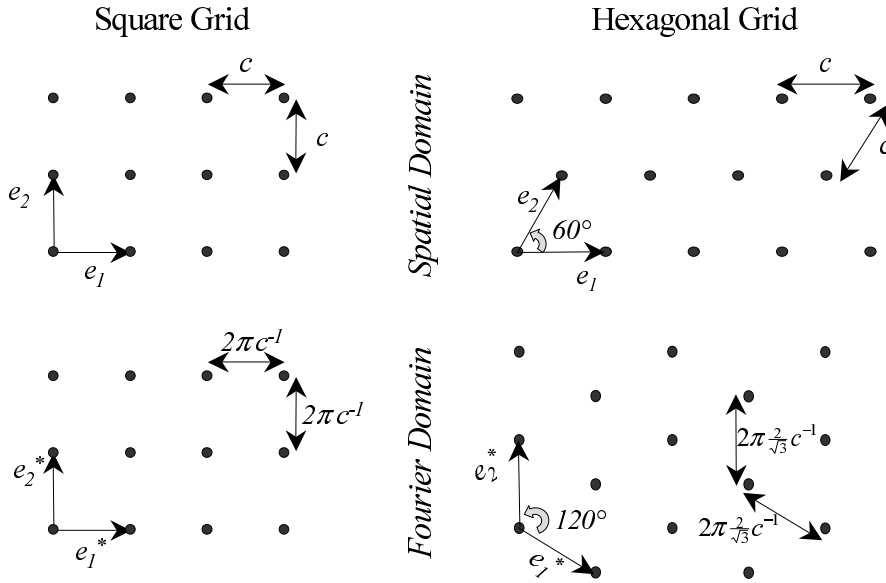 Square Grid
Hexagonal Grid
Spatial Domain
c
c
e2
e1
c
c
e2
60°
e1
Fourier Domain
2πc-1
2πc-1
e2*
e1*
2π 2/√3 c−1
e2*
120°
2π 2/√3 c−1
e1*